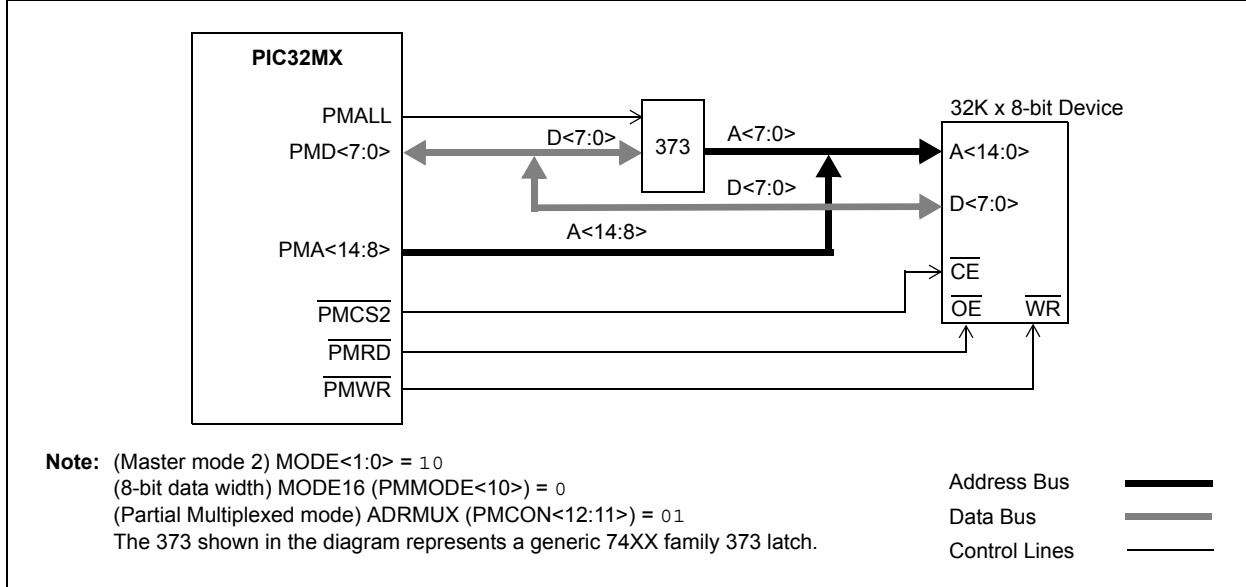 PIC32MX
PMALL
PMD<7:0>
PMA<14:8>
PMCS2
PMRD
PMWR
D<7:0>
373
A<7:0>
D<7:0>
A<14:8>
32K x 8-bit Device
A<14:0>
D<7:0>
CE
OE WR
Note: (Master mode 2) MODE<1:0> = 10
(8-bit data width) MODE16 (PMMODE<10>) = 0
(Partial Multiplexed mode) ADRMUX (PMCON<12:11>) = 01
The 373 shown in the diagram represents a generic 74XX family 373 latch.
Address Bus
Data Bus
Control Lines